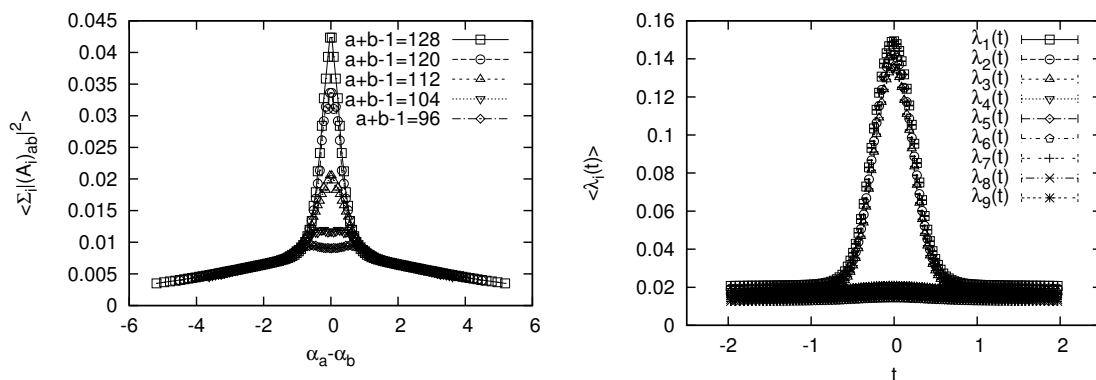 <Σ_i|(A_i)_ab|^2>
0.045
0.04
0.035
0.03
0.025
0.02
0.015
0.01
0.005
0
-6 -4 -2 0 2 4 6
α_a-α_b
a+b-1=128
a+b-1=120
a+b-1=112
a+b-1=104
a+b-1=96
<λ_i(t)>
0.16
0.14
0.12
0.1
0.08
0.06
0.04
0.02
0
-2 -1 0 1 2
t
λ_1(t)
λ_2(t)
λ_3(t)
λ_4(t)
λ_5(t)
λ_6(t)
λ_7(t)
λ_8(t)
λ_9(t)